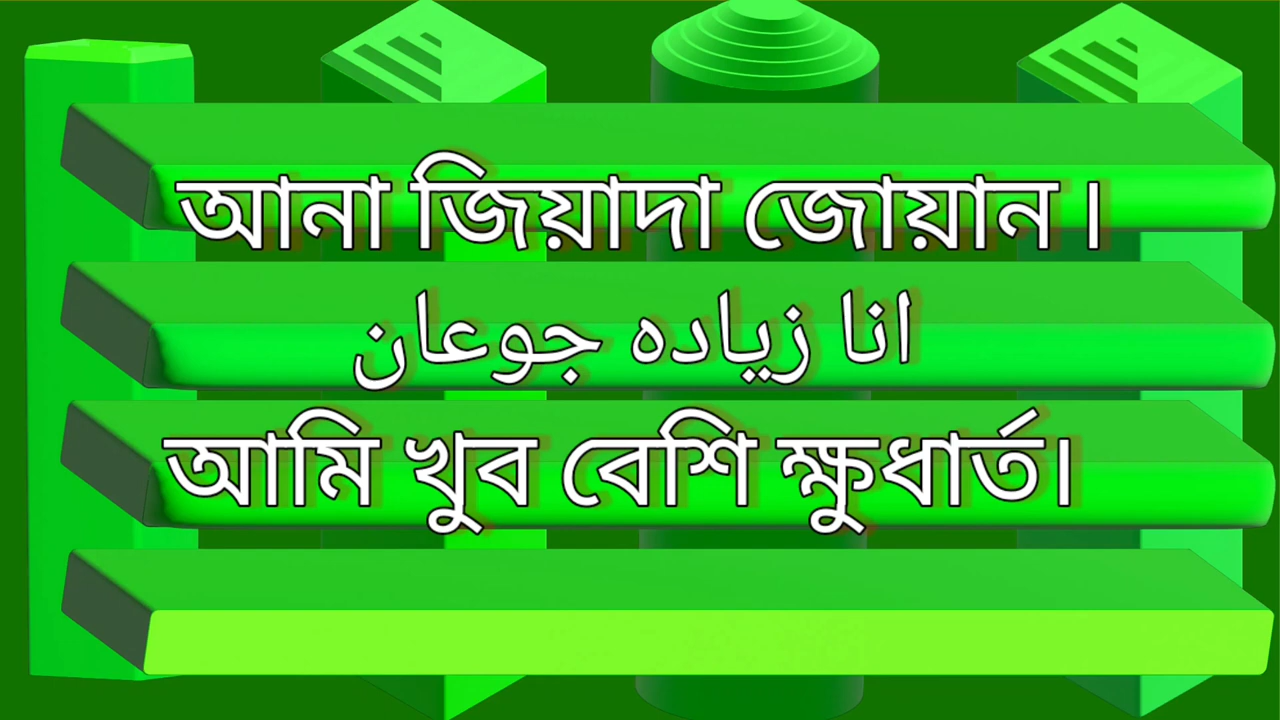 আনা জিয়াদা জোয়ান ।
انا زیاده جوعان
আমি খুব বেশি ক্ষুধার্ত।